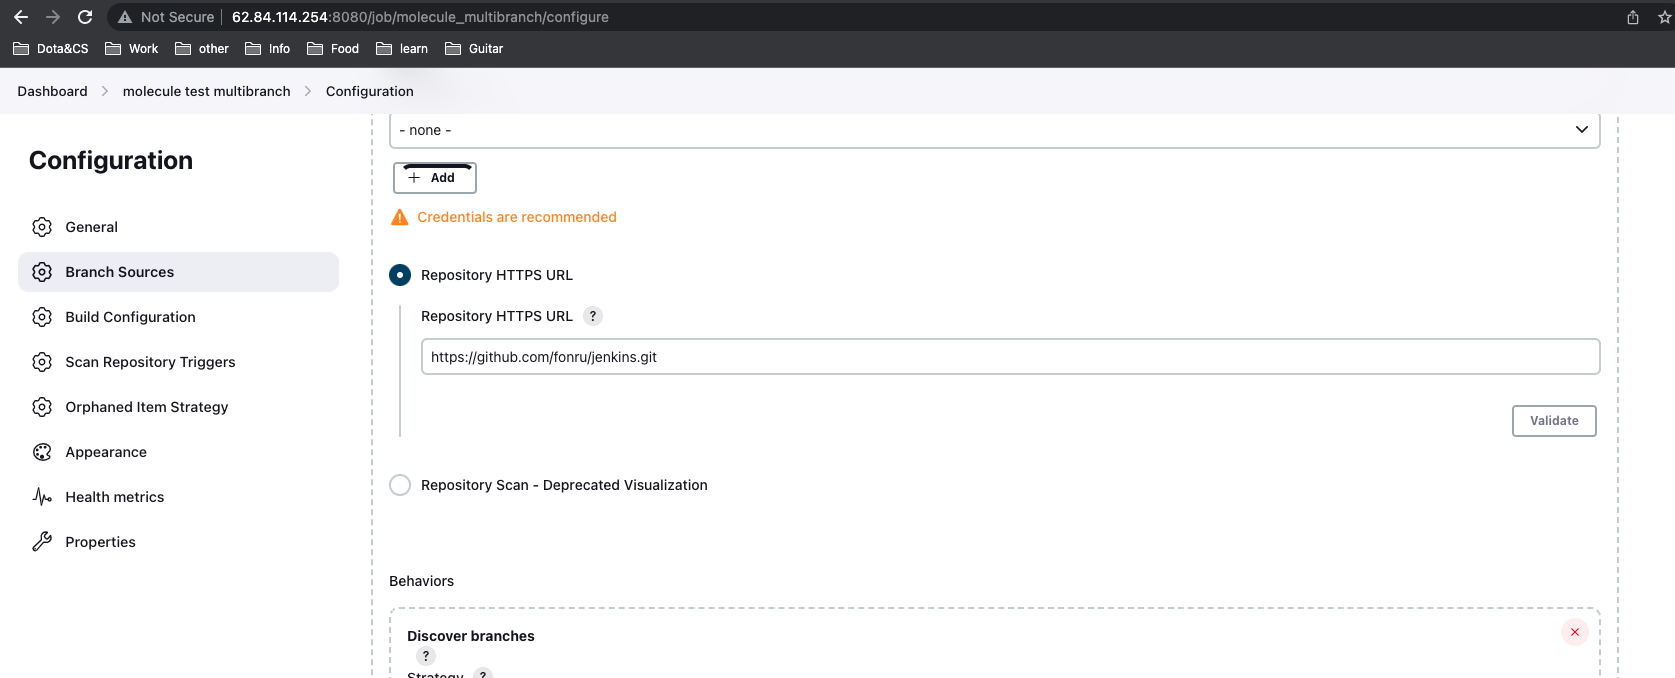 Not Secure 62.84.114.254:8080/job/molecule_multibranch/configure
Dota&CS Work other Info Food learn Guitar
Dashboard molecule test multibranch Configuration
Configuration
General
Branch Sources
Build Configuration
Scan Repository Triggers
Orphaned Item Strategy
Appearance
Health metrics
Properties
- none -
+ Add
Credentials are recommended
Repository HTTPS URL
Repository HTTPS URL ?
https://github.com/fonru/jenkins.git
Validate
Repository Scan - Deprecated Visualization
Behaviors
Discover branches
?
Strategy ?